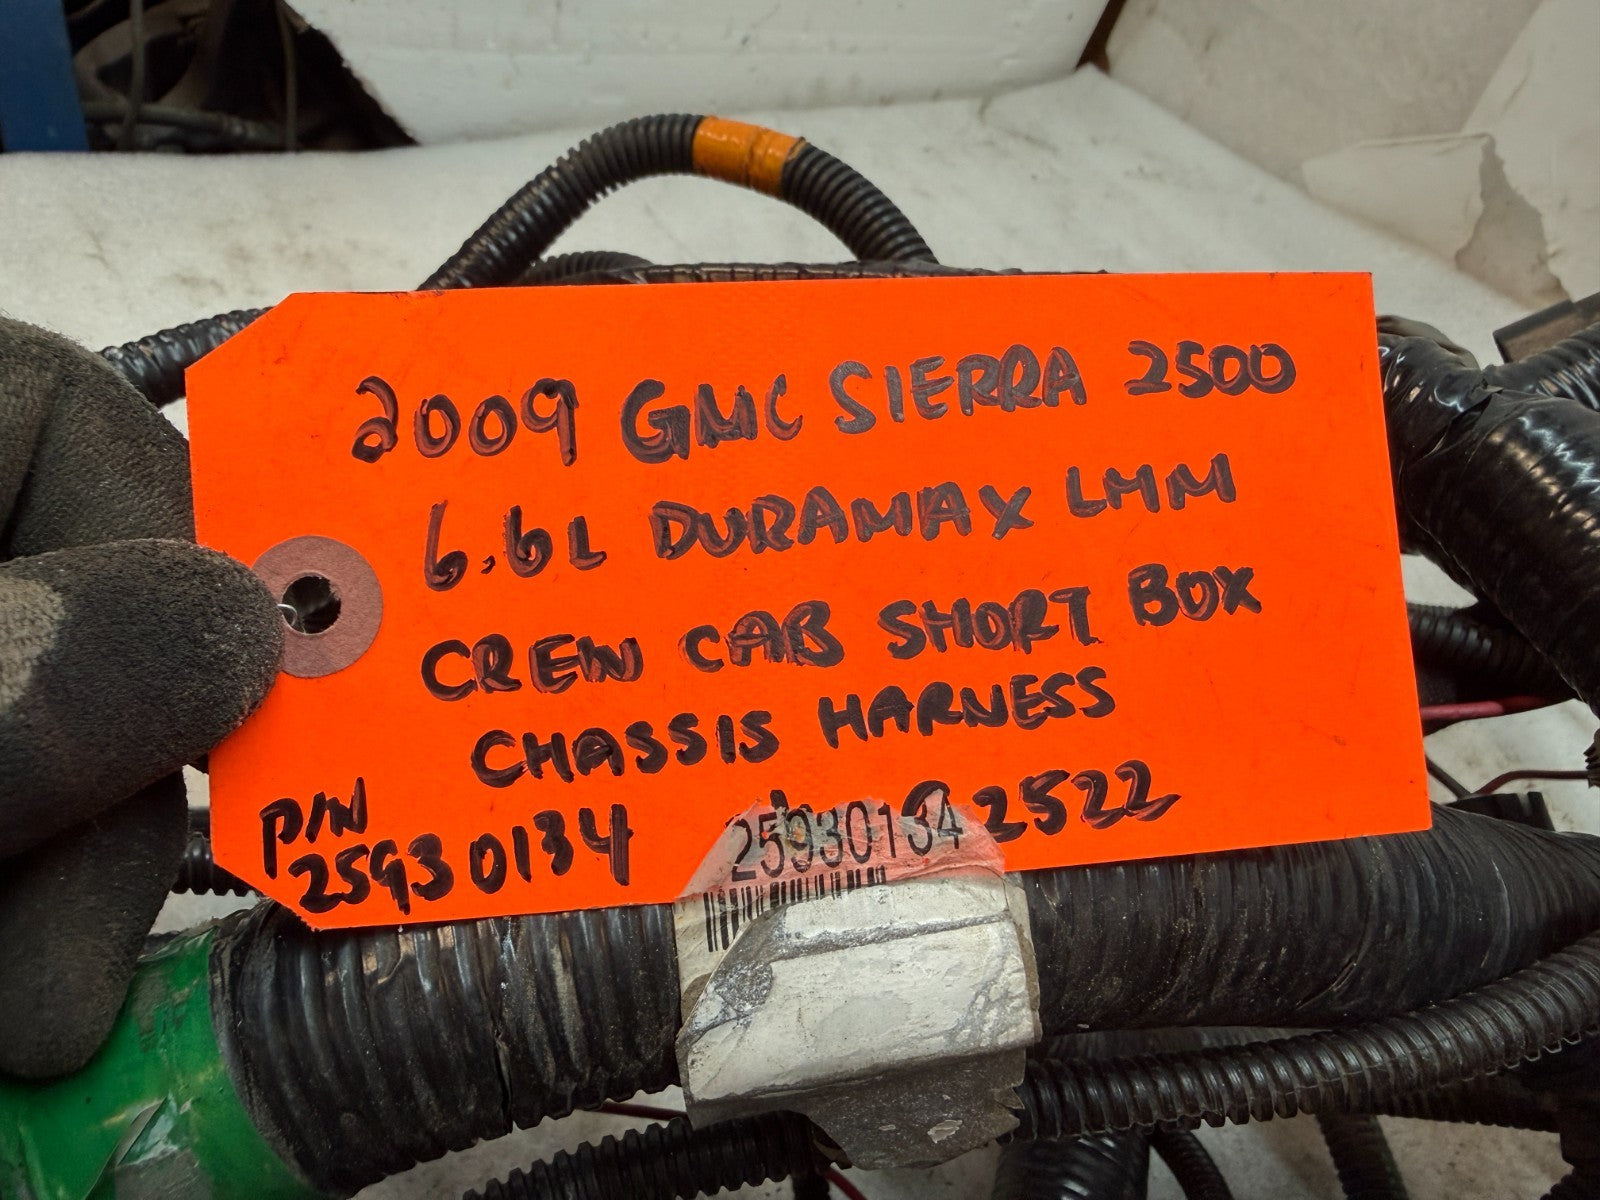 2009 GMC SIERRA 2500
6.6L DURAMAX LMM
CREW CAB SHORT BOX
CHASSIS HARNESS
P/N
25930134
25930134
2522